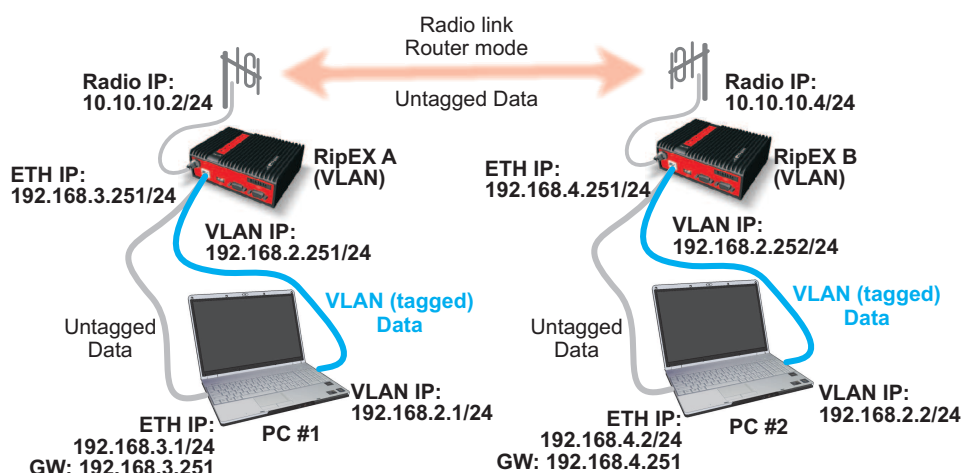 Radio link
Router mode
Untagged Data
Radio IP:
10.10.10.2/24
Radio IP:
10.10.10.4/24
RipEX A
(VLAN)
RipEX B
(VLAN)
ETH IP:
192.168.3.251/24
ETH IP:
192.168.4.251/24
VLAN IP:
192.168.2.251/24
VLAN IP:
192.168.2.252/24
VLAN (tagged)
Data
VLAN (tagged)
Data
Untagged
Data
Untagged
Data
VLAN IP:
192.168.2.1/24
VLAN IP:
192.168.2.2/24
PC #1
PC #2
ETH IP:
192.168.3.1/24
GW: 192.168.3.251
ETH IP:
192.168.4.2/24
GW: 192.168.4.251